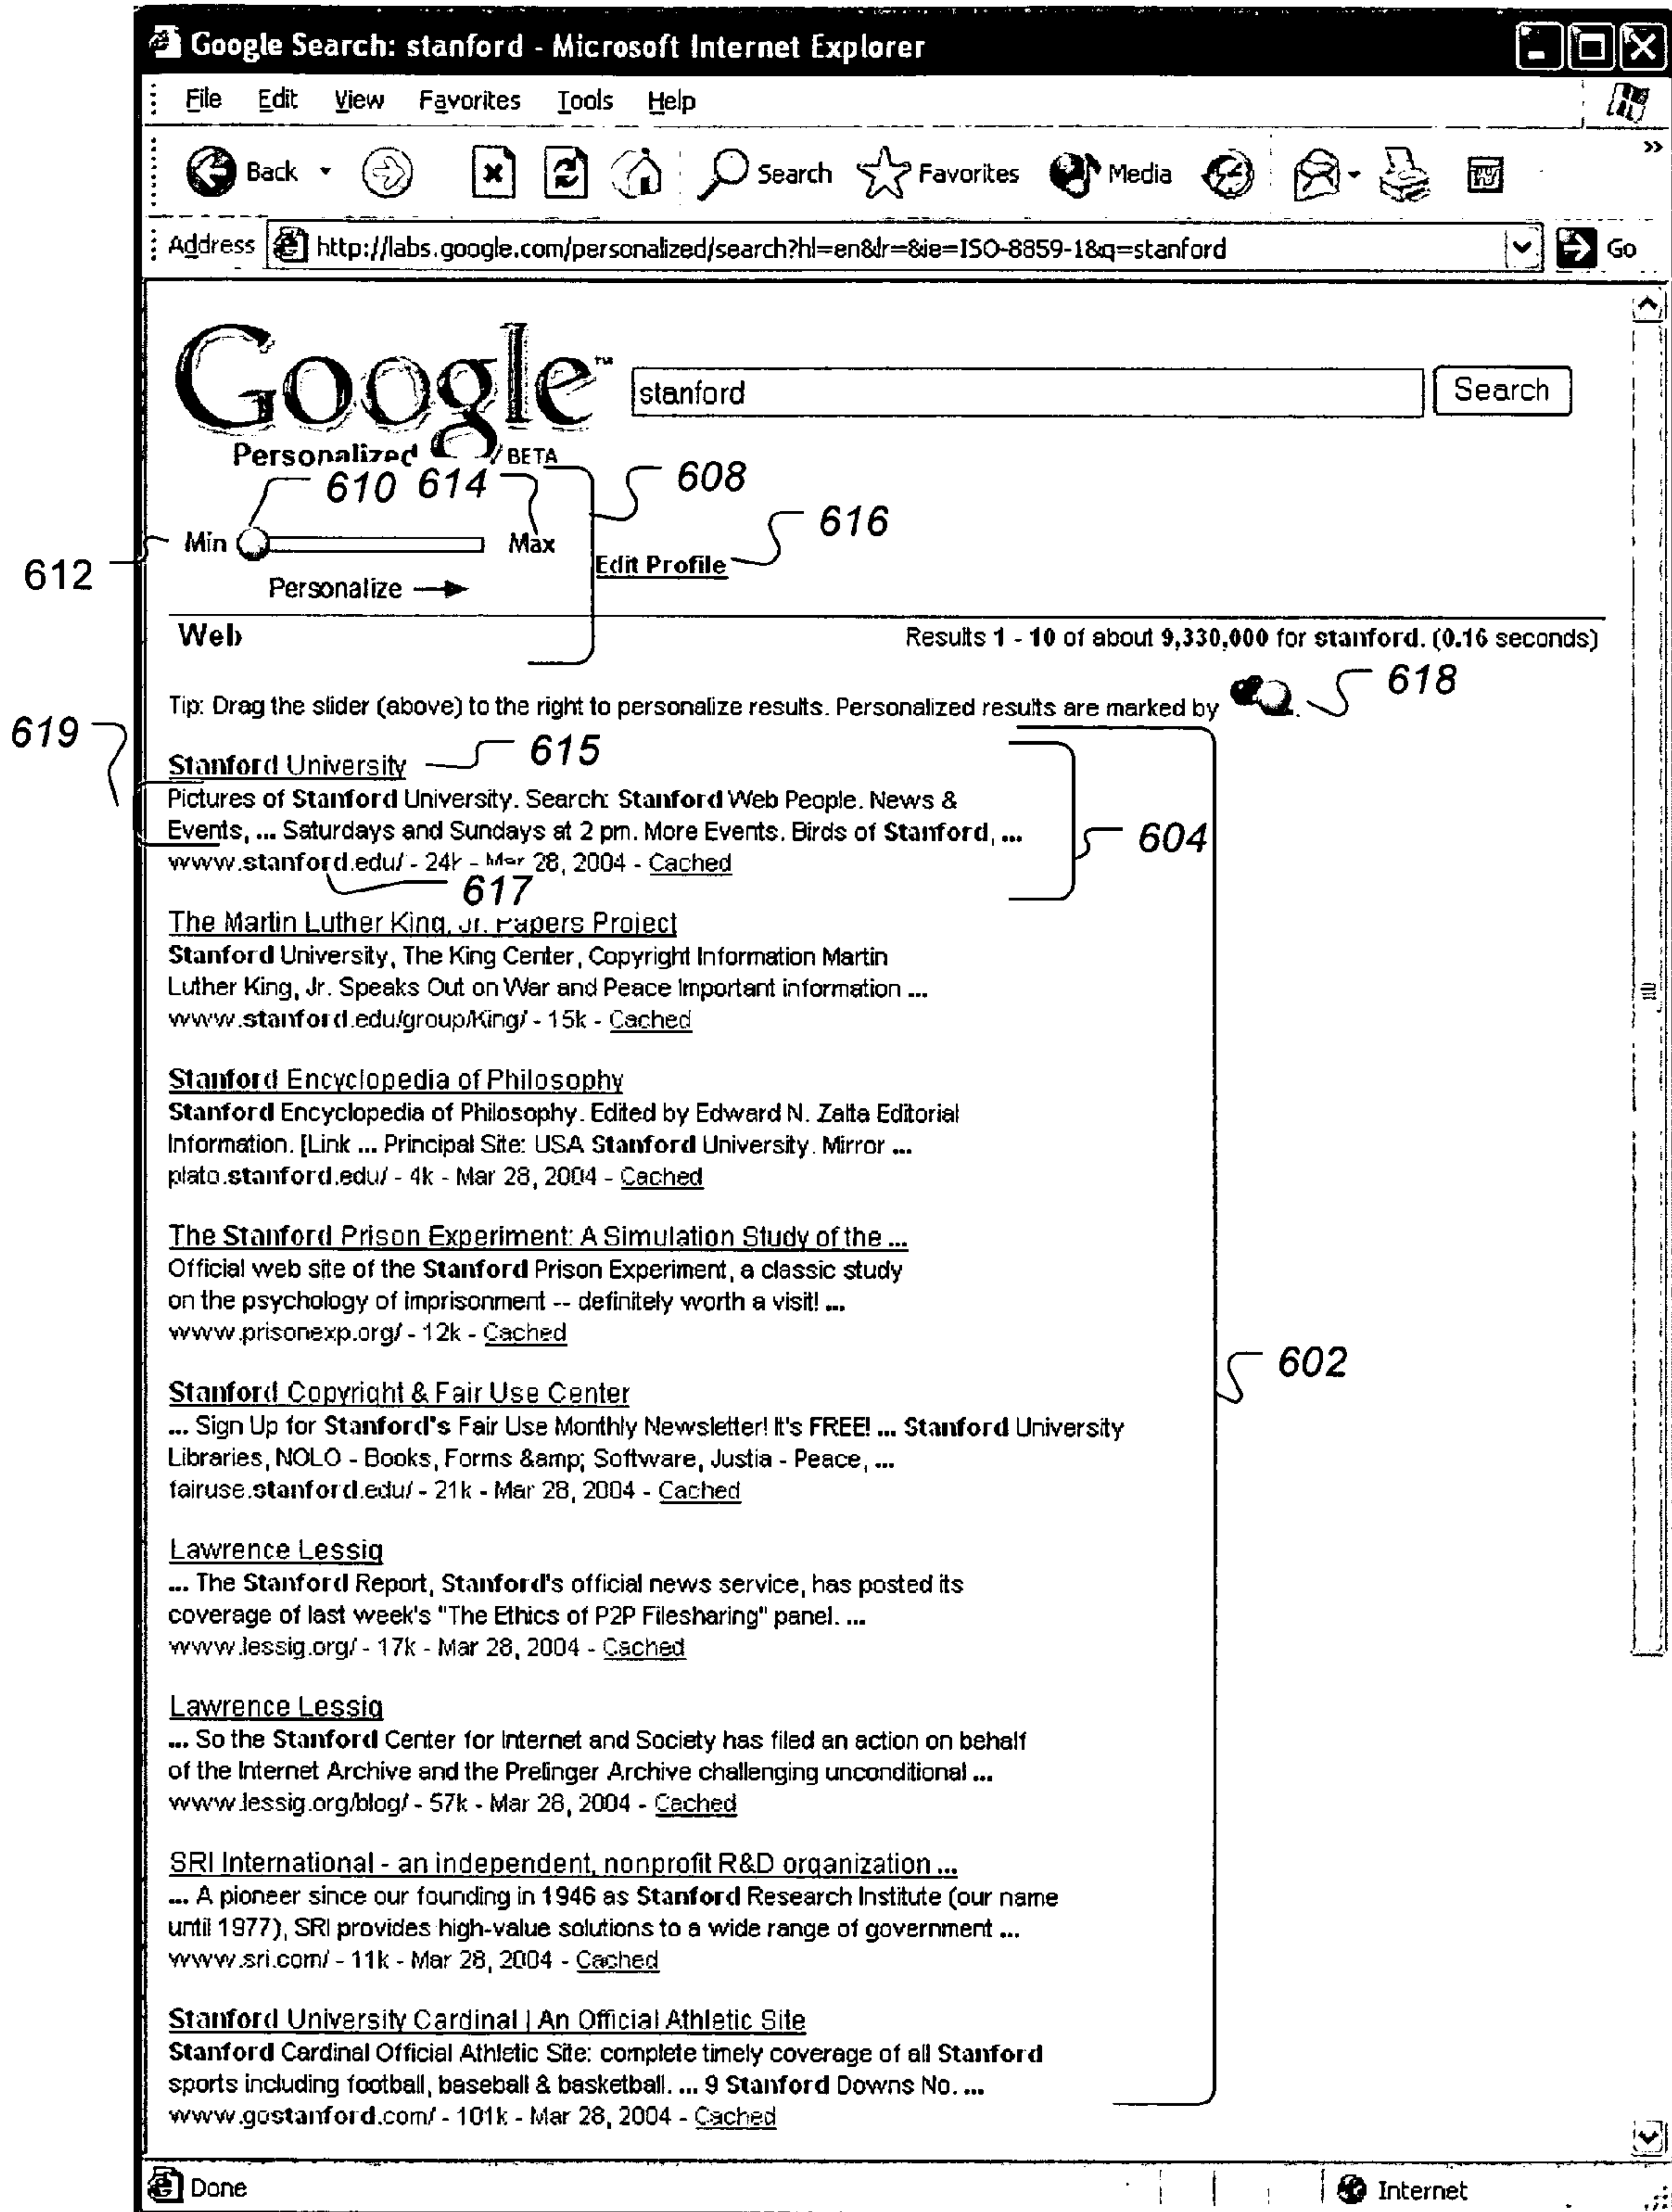 Google Search: stanford - Microsoft Internet Explorer
File Edit View Favorites Tools Help
Back Search Favorites Media
Address http://labs.google.com/personalized/search?hl=en&lr=&ie=ISO-8859-1&q=stanford Go
Google™ stanford Search
Personalized BETA
610 614 608
616
Min Max
612
Edit Profile
Personalize
Web Results 1 - 10 of about 9,330,000 for stanford. (0.16 seconds)
618
Tip: Drag the slider (above) to the right to personalize results. Personalized results are marked by .
619
Stanford University 615
Pictures of Stanford University. Search: Stanford Web People. News &
Events, ... Saturdays and Sundays at 2 pm. More Events. Birds of Stanford, ...
604
www.stanford.edu/ - 24k - Mar 28, 2004 - Cached
617
The Martin Luther King, Jr. Papers Project
Stanford University, The King Center, Copyright Information Martin
Luther King, Jr. Speaks Out on War and Peace Important information ...
www.stanford.edu/group/King/ - 15k - Cached
Stanford Encyclopedia of Philosophy
Stanford Encyclopedia of Philosophy. Edited by Edward N. Zalta Editorial
Information. [Link ... Principal Site: USA Stanford University. Mirror ...
plato.stanford.edu/ - 4k - Mar 28, 2004 - Cached
The Stanford Prison Experiment: A Simulation Study of the ...
Official web site of the Stanford Prison Experiment, a classic study
on the psychology of imprisonment -- definitely worth a visit! ...
www.prisonexp.org/ - 12k - Cached
602
Stanford Copyright & Fair Use Center
... Sign Up for Stanford's Fair Use Monthly Newsletter! It's FREE! ... Stanford University
Libraries, NOLO - Books, Forms &amp; Software, Justia - Peace, ...
fairuse.stanford.edu/ - 21k - Mar 28, 2004 - Cached
Lawrence Lessig
... The Stanford Report, Stanford's official news service, has posted its
coverage of last week's "The Ethics of P2P Filesharing" panel. ...
www.lessig.org/ - 17k - Mar 28, 2004 - Cached
Lawrence Lessig
... So the Stanford Center for Internet and Society has filed an action on behalf
of the Internet Archive and the Prelinger Archive challenging unconditional ...
www.lessig.org/blog/ - 57k - Mar 28, 2004 - Cached
SRI International - an independent, nonprofit R&D organization ...
... A pioneer since our founding in 1946 as Stanford Research Institute (our name
until 1977), SRI provides high-value solutions to a wide range of government ...
www.sri.com/ - 11k - Mar 28, 2004 - Cached
Stanford University Cardinal | An Official Athletic Site
Stanford Cardinal Official Athletic Site: complete timely coverage of all Stanford
sports including football, baseball & basketball. ... 9 Stanford Downs No. ...
www.gostanford.com/ - 101k - Mar 28, 2004 - Cached
Done Internet